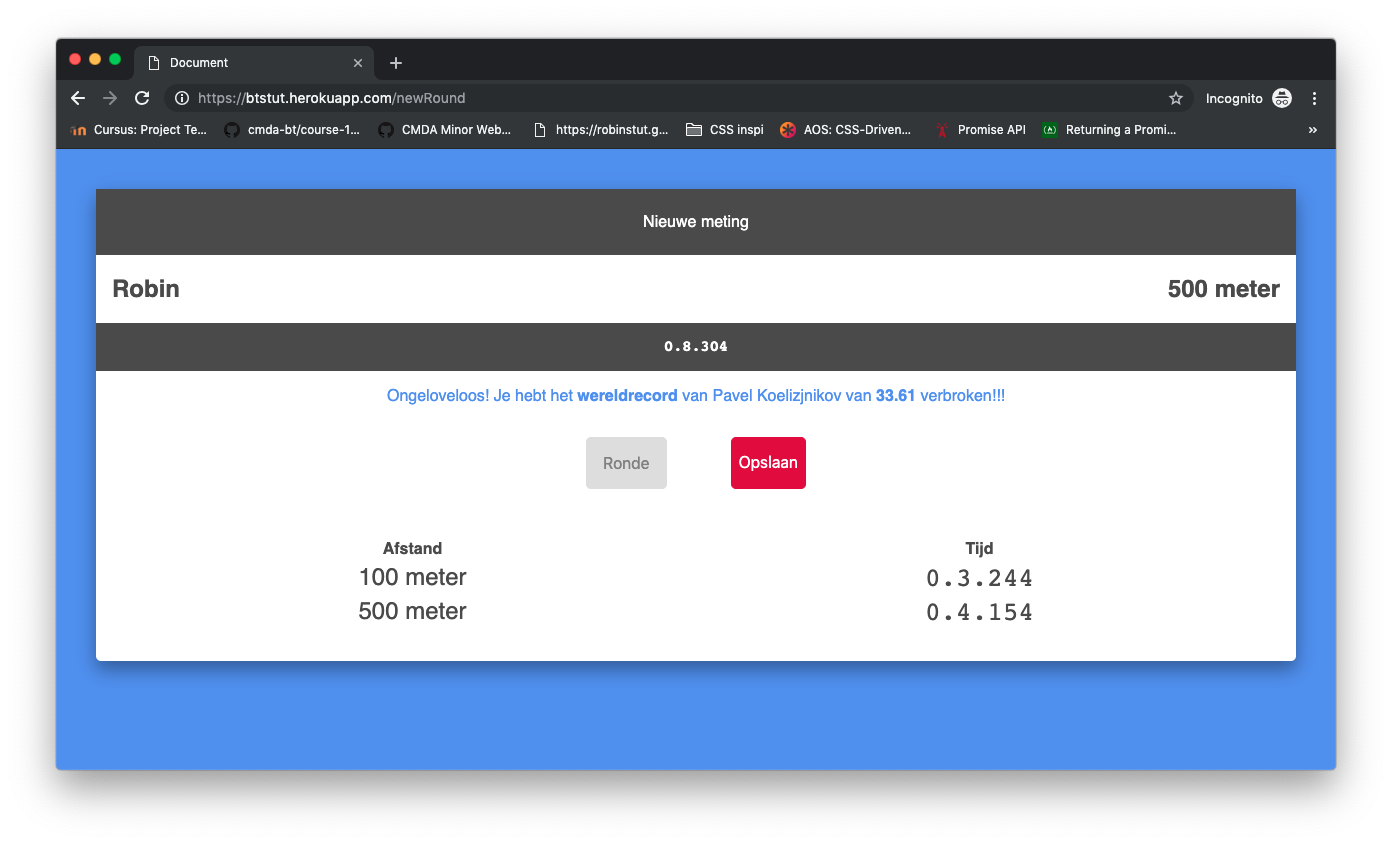 Document
https://btstut.herokuapp.com/newRound
Incognito
Cursus: Project Te... cmda-bt/course-1... CMDA Minor Web... https://robinstut.g... CSS inspi AOS: CSS-Driven... Promise API Returning a Promi... »
Nieuwe meting
Robin 500 meter
0.8.304
Ongeloveloos! Je hebt het wereldrecord van Pavel Koelizjnikov van 33.61 verbroken!!!
Ronde Opslaan
Afstand Tijd
100 meter 0.3.244
500 meter 0.4.154